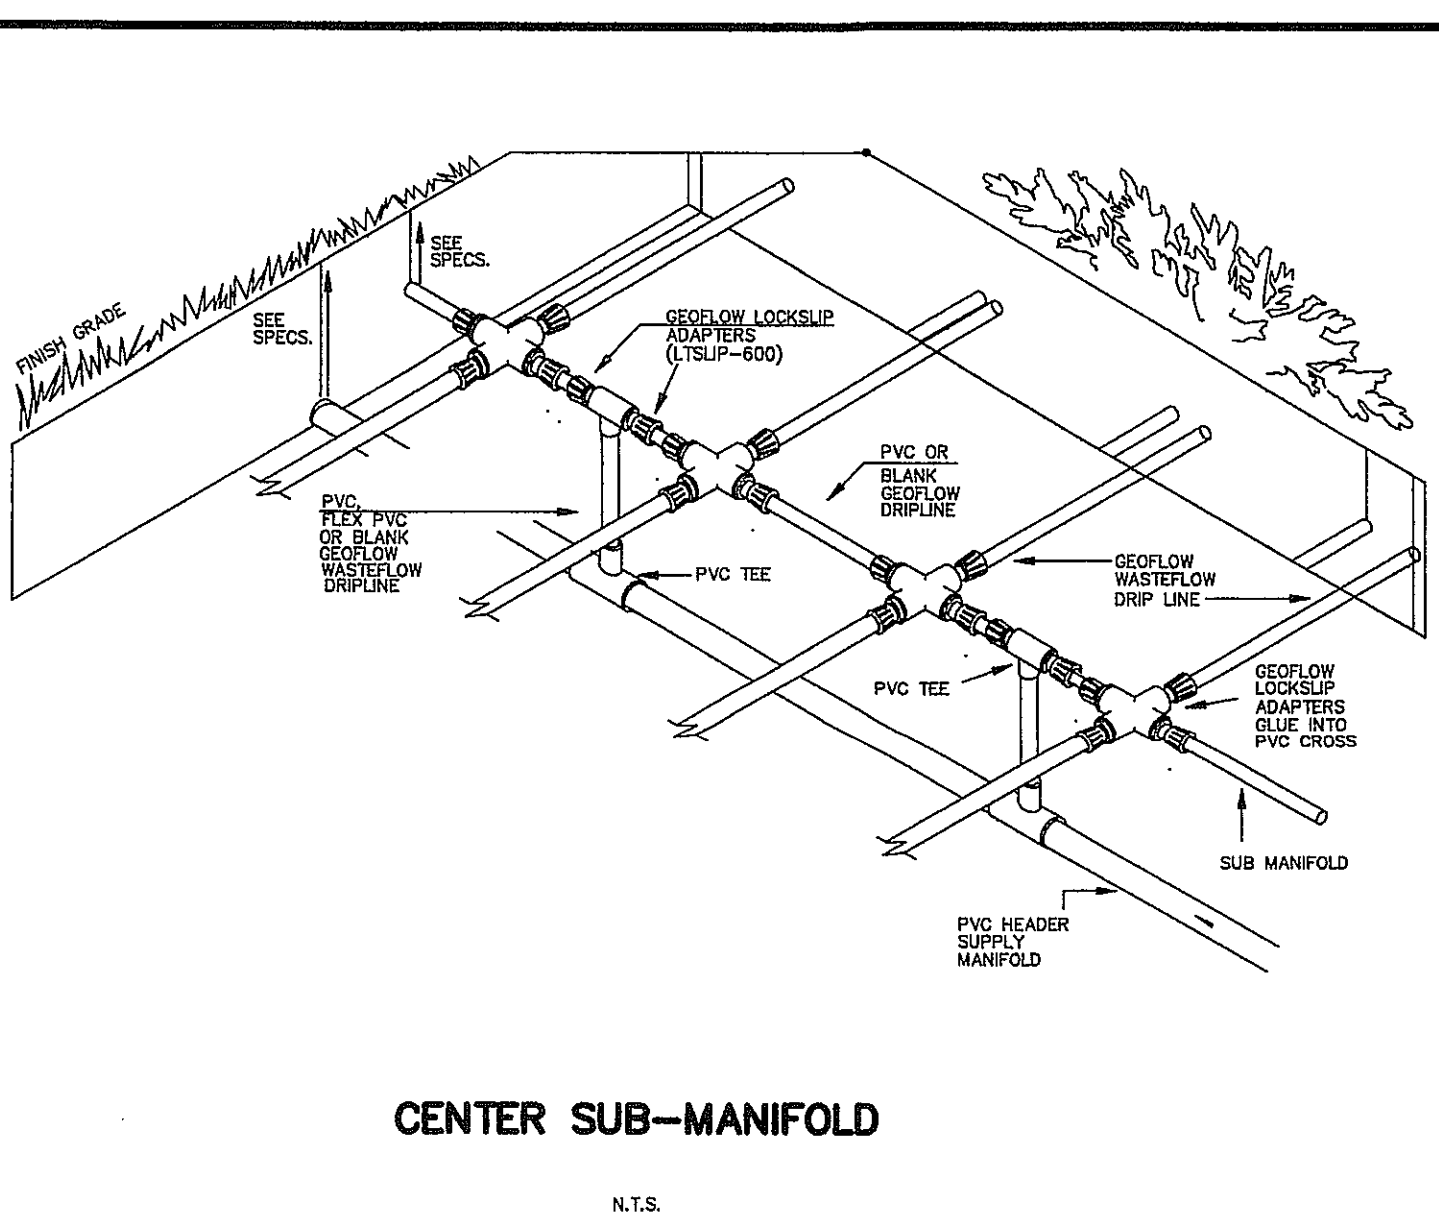 FINISH GRADE
SEE
SPECS.
SEE
SPECS.
GEOFLOW LOCKSLIP
ADAPTERS
(LTSLIP-600)
PVC OR
BLANK
GEOFLOW
DRIPLINE
PVC,
FLEX PVC
OR BLANK
GEOFLOW
WASTEFLOW
DRIPLINE
PVC TEE
GEOFLOW
WASTEFLOW
DRIP LINE
PVC TEE
GEOFLOW
LOCKSLIP
ADAPTERS
GLUE INTO
PVC CROSS
SUB MANIFOLD
PVC HEADER
SUPPLY
MANIFOLD
CENTER SUB-MANIFOLD
N.T.S.